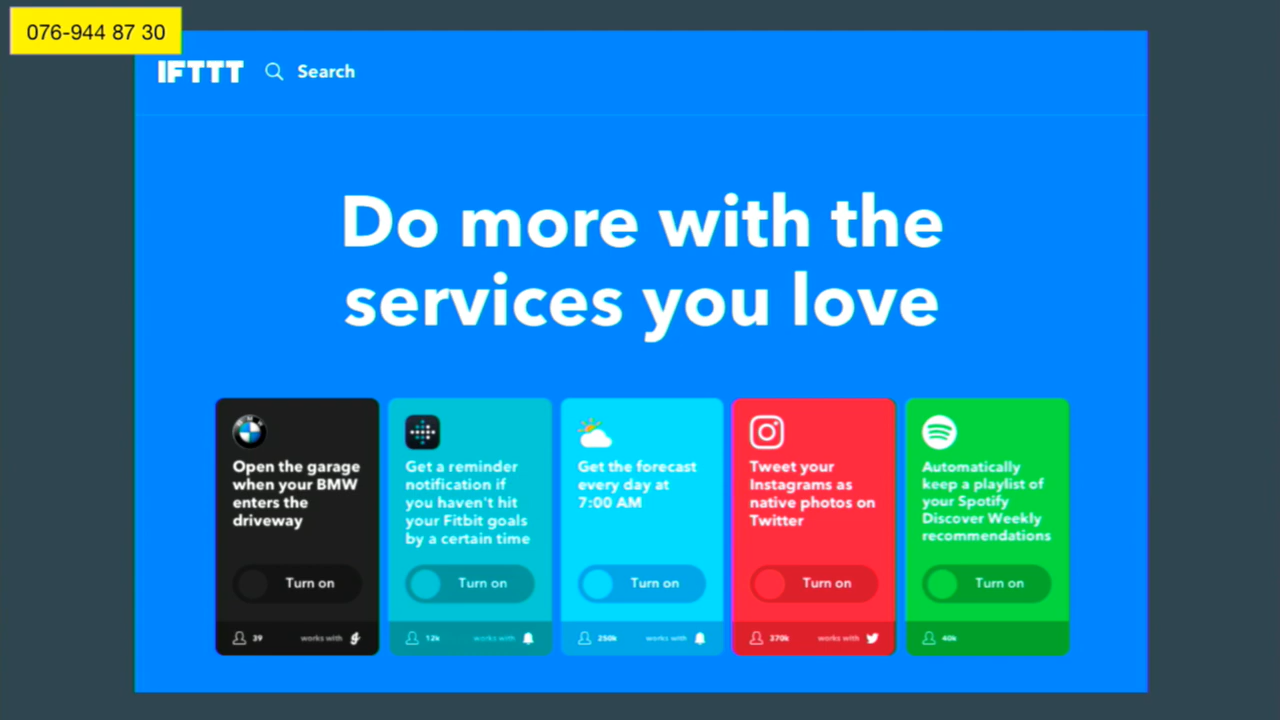 076-944 87 30
IFTTT Search
Do more with the
services you love
Open the garage
when your BMW
enters the
driveway
Turn on
39 works with
Get a reminder
notification if
you haven't hit
your Fitbit goals
by a certain time
Turn on
12k works with
Get the forecast
every day at
7:00 AM
Turn on
250k works with
Tweet your
Instagrams as
native photos on
Twitter
Turn on
370k works with
Automatically
keep a playlist of
your Spotify
Discover Weekly
recommendations
Turn on
40k